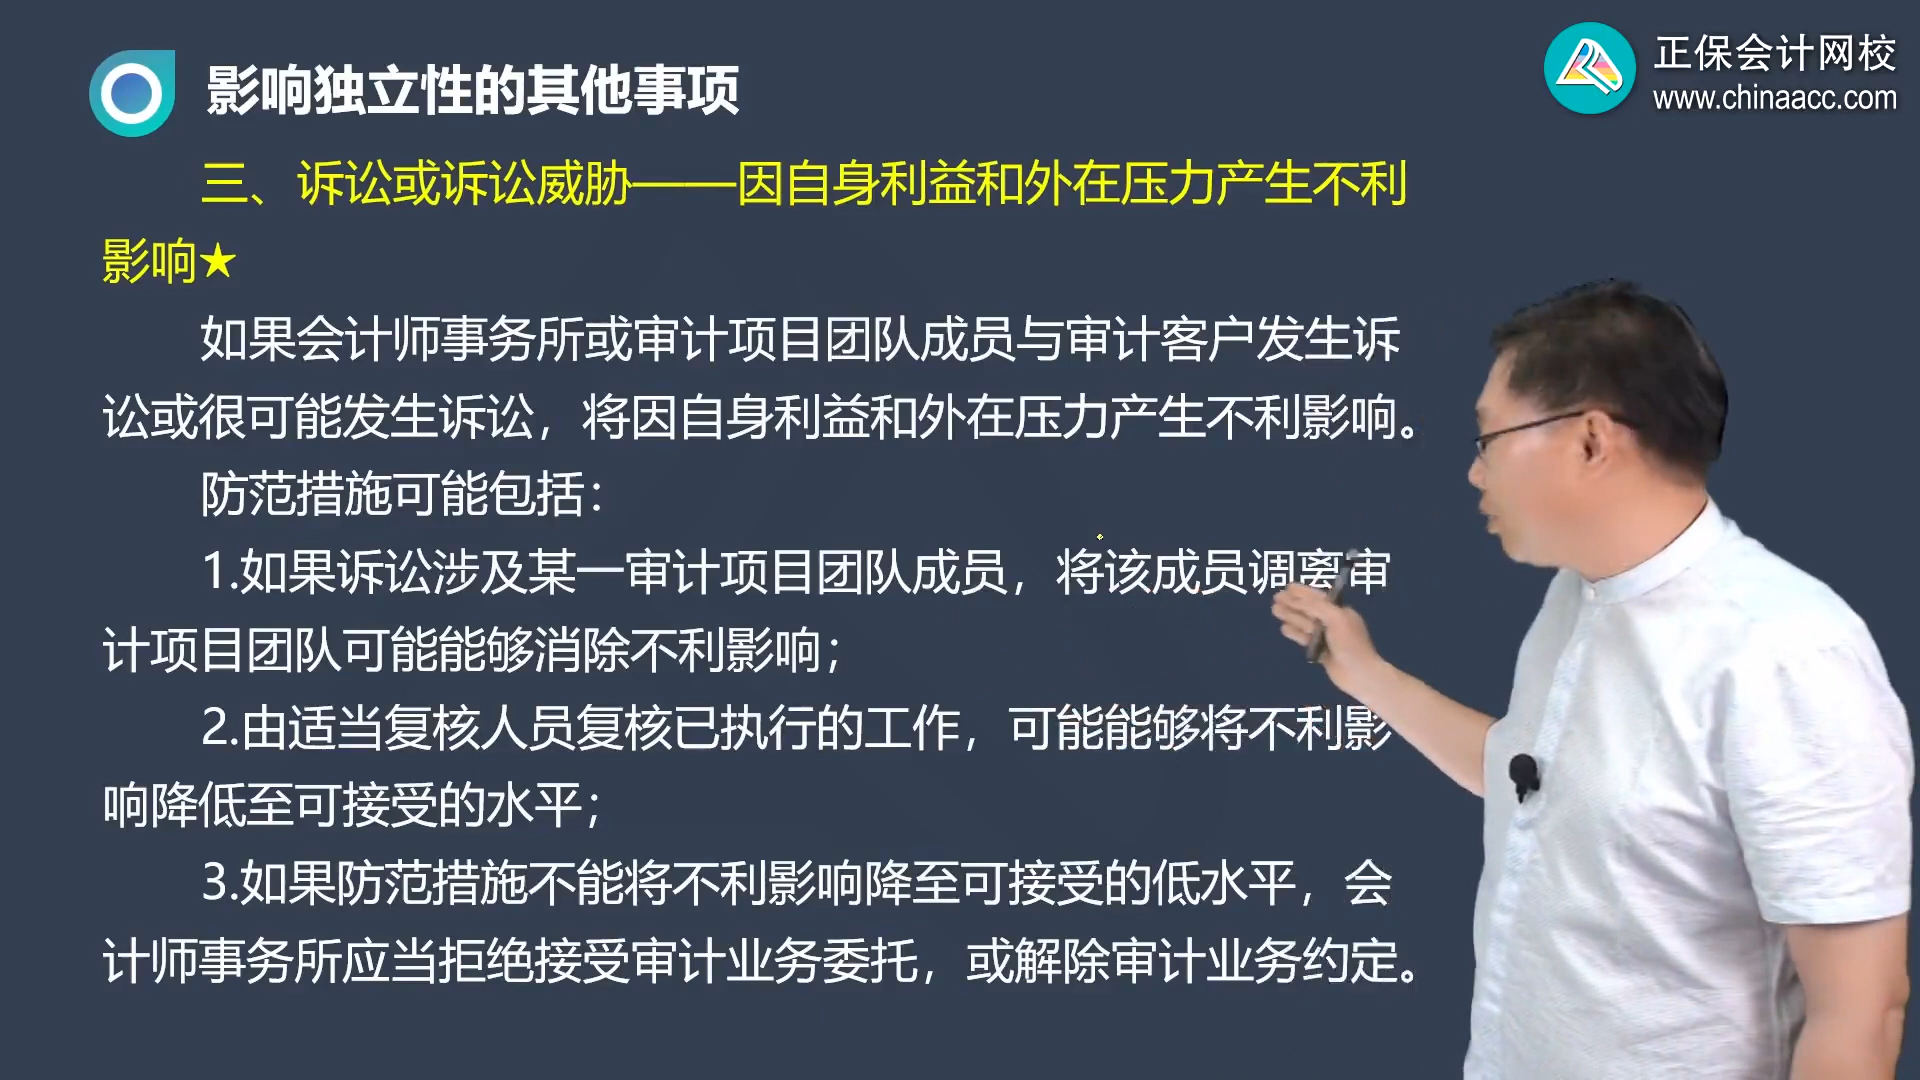 影响独立性的其他事项
正保会计网校
www.chinaacc.com
三、诉讼或诉讼威胁——因自身利益和外在压力产生不利
影响★
如果会计师事务所或审计项目团队成员与审计客户发生诉
讼或很可能发生诉讼，将因自身利益和外在压力产生不利影响。
防范措施可能包括：
1.如果诉讼涉及某一审计项目团队成员，将该成员调离审
计项目团队可能能够消除不利影响；
2.由适当复核人员复核已执行的工作，可能能够将不利影
响降低至可接受的水平；
3.如果防范措施不能将不利影响降至可接受的低水平，会
计师事务所应当拒绝接受审计业务委托，或解除审计业务约定。